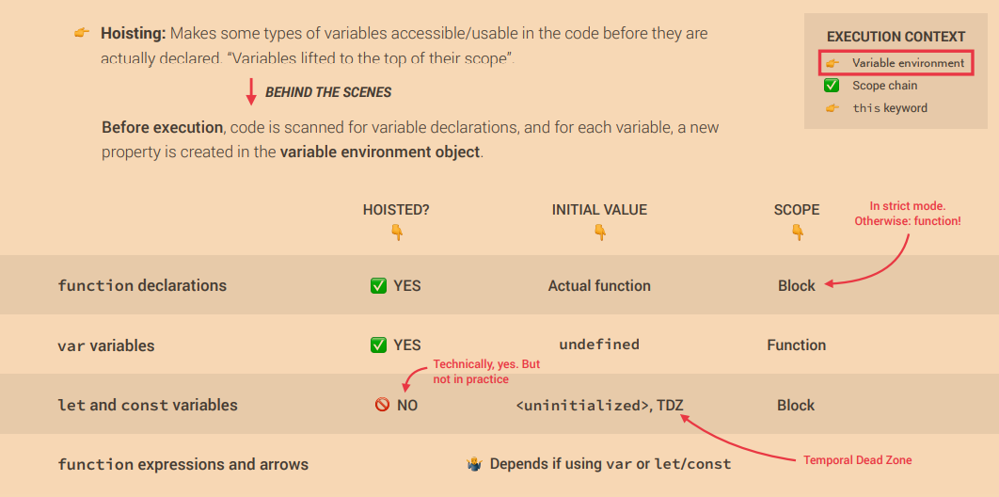 Hoisting: Makes some types of variables accessible/usable in the code before they are
actually declared. “Variables lifted to the top of their scope”.
EXECUTION CONTEXT
Variable environment
Scope chain
this keyword
BEHIND THE SCENES
Before execution, code is scanned for variable declarations, and for each variable, a new
property is created in the variable environment object.
HOISTED? INITIAL VALUE SCOPE
In strict mode.
Otherwise: function!
function declarations YES Actual function Block
var variables YES undefined Function
Technically, yes. But
not in practice
let and const variables NO <uninitialized>, TDZ Block
function expressions and arrows Depends if using var or let/const
Temporal Dead Zone